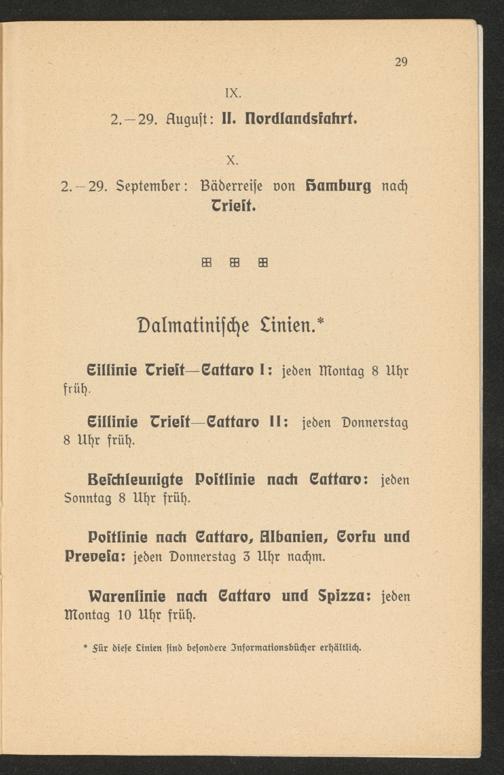 29
IX.
2.—29. August: II. Nordlandsfahrt.
X.
2.—29. September: Bäderreise von Hamburg nach
Triest.
Dalmatinische Linien.*
Eillinie Triest—Cattaro I: jeden Montag 8 Uhr
früh.
Eillinie Triest—Cattaro II: jeden Donnerstag
8 Uhr früh.
Beschleunigte Postlinie nach Cattaro: jeden
Sonntag 8 Uhr früh.
Postlinie nach Cattaro, Albanien, Corfu und
Prevesa: jeden Donnerstag 3 Uhr nachm.
Warenlinie nach Cattaro und Spizza: jeden
Montag 10 Uhr früh.
* Für diese Linien sind besondere Informationsbücher erhältlich.